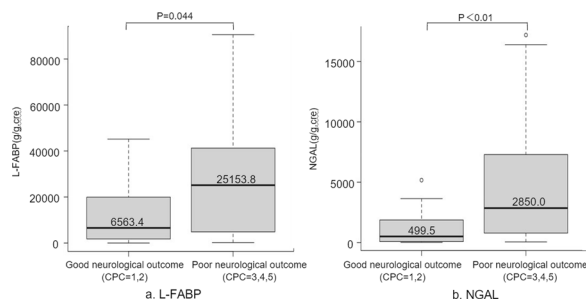 P=0.044
80000
60000
40000
20000
0
L-FABP(g/g,cre)
6563.4
25153.8
Good neurological outcome
(CPC=1,2)
Poor neurological outcome
(CPC=3,4,5)
a. L-FABP
P<0.01
15000
10000
5000
0
NGAL(g/g,cre)
499.5
2850.0
Good neurological outcome
(CPC=1,2)
Poor neurological outcome
(CPC=3,4,5)
b. NGAL